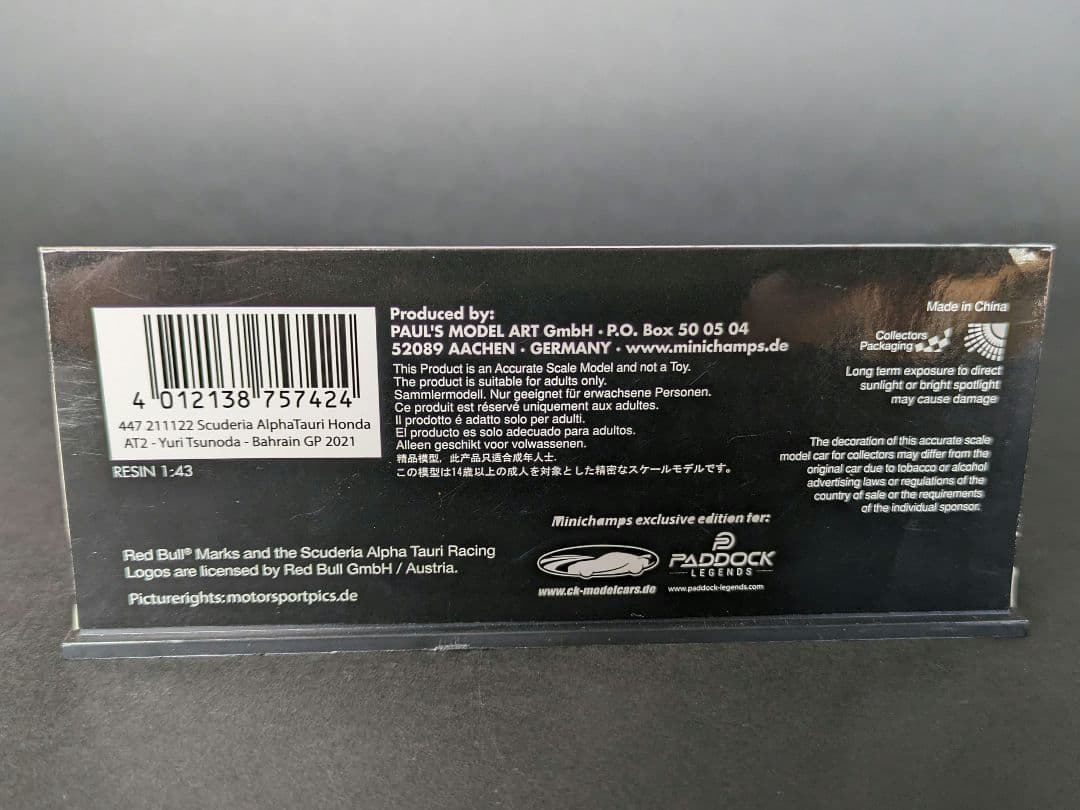 4 012138 757424
447 211122 Scuderia AlphaTauri Honda
AT2 - Yuri Tsunoda - Bahrain GP 2021
RESIN 1:43
Produced by:
PAUL'S MODEL ART GmbH · P.O. Box 50 05 04
52089 AACHEN · GERMANY · www.minichamps.de
This Product is an Accurate Scale Model and not a Toy.
The product is suitable for adults only.
Sammlermodell. Nur geeignet für erwachsene Personen.
Ce produit est réservé uniquement aux adultes.
Il prodotto é adatto solo per adulti.
El producto es solo adecuado para adultos.
Alleen geschikt voor volwassenen.
精品模型, 此产品只适合成年人士.
この模型は14歳以上の成人を対象とした精密なスケールモデルです。
Made in China
Collectors
Packaging
Long term exposure to direct
sunlight or bright spotlight
may cause damage
The decoration of this accurate scale
model car for collectors may differ from the
original car due to tobacco or alcohol
advertising laws or regulations of the
country of sale or the requirements
of the individual sponsor.
Minichamps exclusive edition for:
www.ck-modelcars.de
PADDOCK
LEGENDS
www.paddock-legends.com
Red Bull® Marks and the Scuderia Alpha Tauri Racing
Logos are licensed by Red Bull GmbH / Austria.
Picturerights: motorsportpics.de